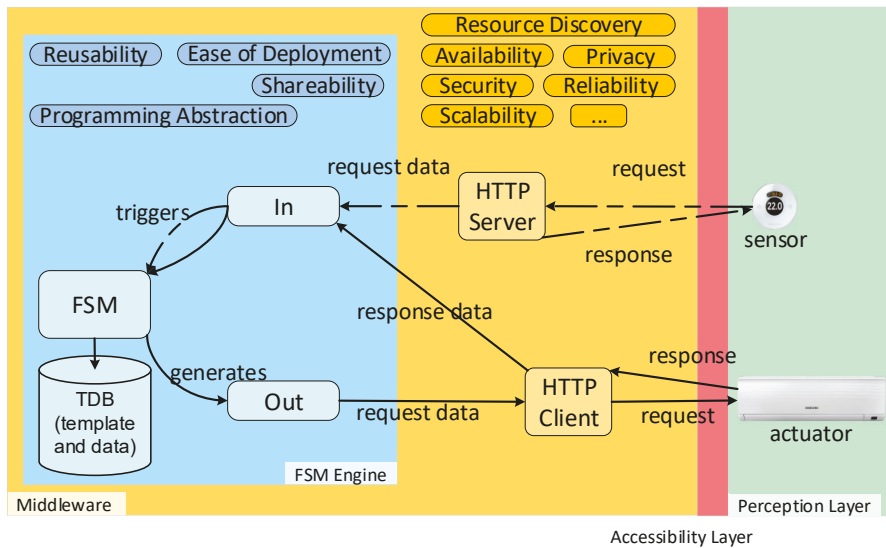 Resource Discovery
Reusability
Ease of Deployment
Availability
Privacy
Shareability
Security
Reliability
Programming Abstraction
Scalability
...
request data
request
HTTP
Server
In
triggers
22.0
response
sensor
FSM
response data
response
generates
TDB
(template
and data)
Out
request data
HTTP
Client
request
SAMSUNG
actuator
FSM Engine
Middleware
Perception Layer
Accessibility Layer